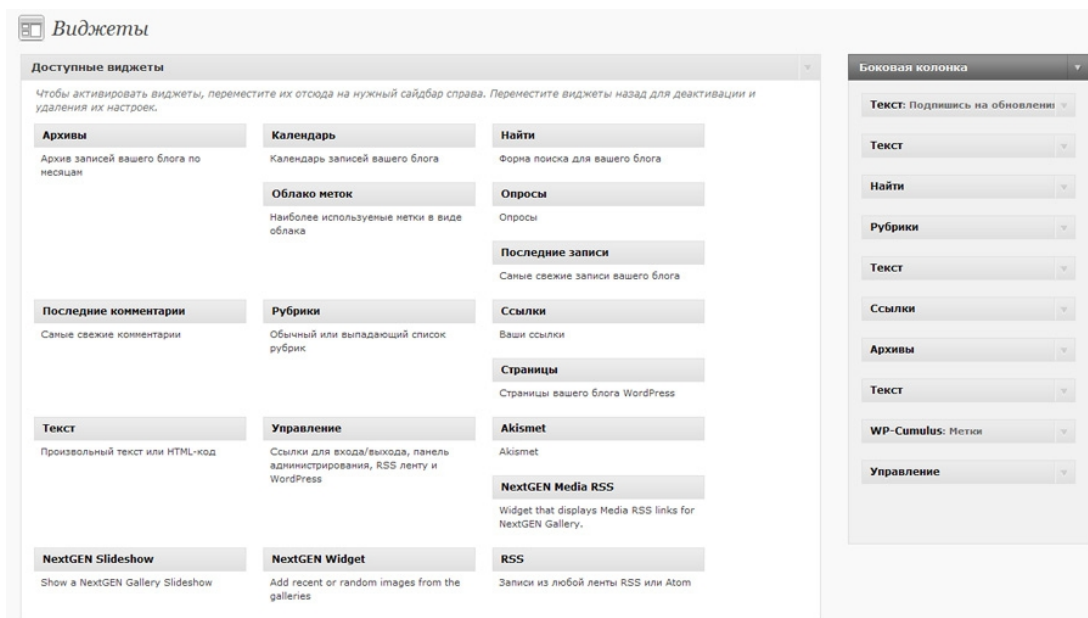 Виджеты
Доступные виджеты
Чтобы активировать виджеты, переместите их отсюда на нужный сайдбар справа. Переместите виджеты назад для деактивации и
удаления их настроек.
Архивы
Архив записей вашего блога по
месяцам
Календарь
Календарь записей вашего блога
Найти
Форма поиска для вашего блога
Облако меток
Наиболее используемые метки в виде
облака
Опросы
Опросы
Последние записи
Самые свежие записи вашего блога
Последние комментарии
Самые свежие комментарии
Рубрики
Обычный или выпадающий список
рубрик
Ссылки
Ваши ссылки
Страницы
Страницы вашего блога WordPress
Текст
Произвольный текст или HTML-код
Управление
Ссылки для входа/выхода, панель
администрирования, RSS ленту и
WordPress
Akismet
Akismet
NextGEN Media RSS
Widget that displays Media RSS links for
NextGEN Gallery.
NextGEN Slideshow
Show a NextGEN Gallery Slideshow
NextGEN Widget
Add recent or random images from the
galleries
RSS
Записи из любой ленты RSS или Atom
Боковая колонка
Текст: Подпишись на обновлени
Текст
Найти
Рубрики
Текст
Ссылки
Архивы
Текст
WP-Cumulus: Метки
Управление